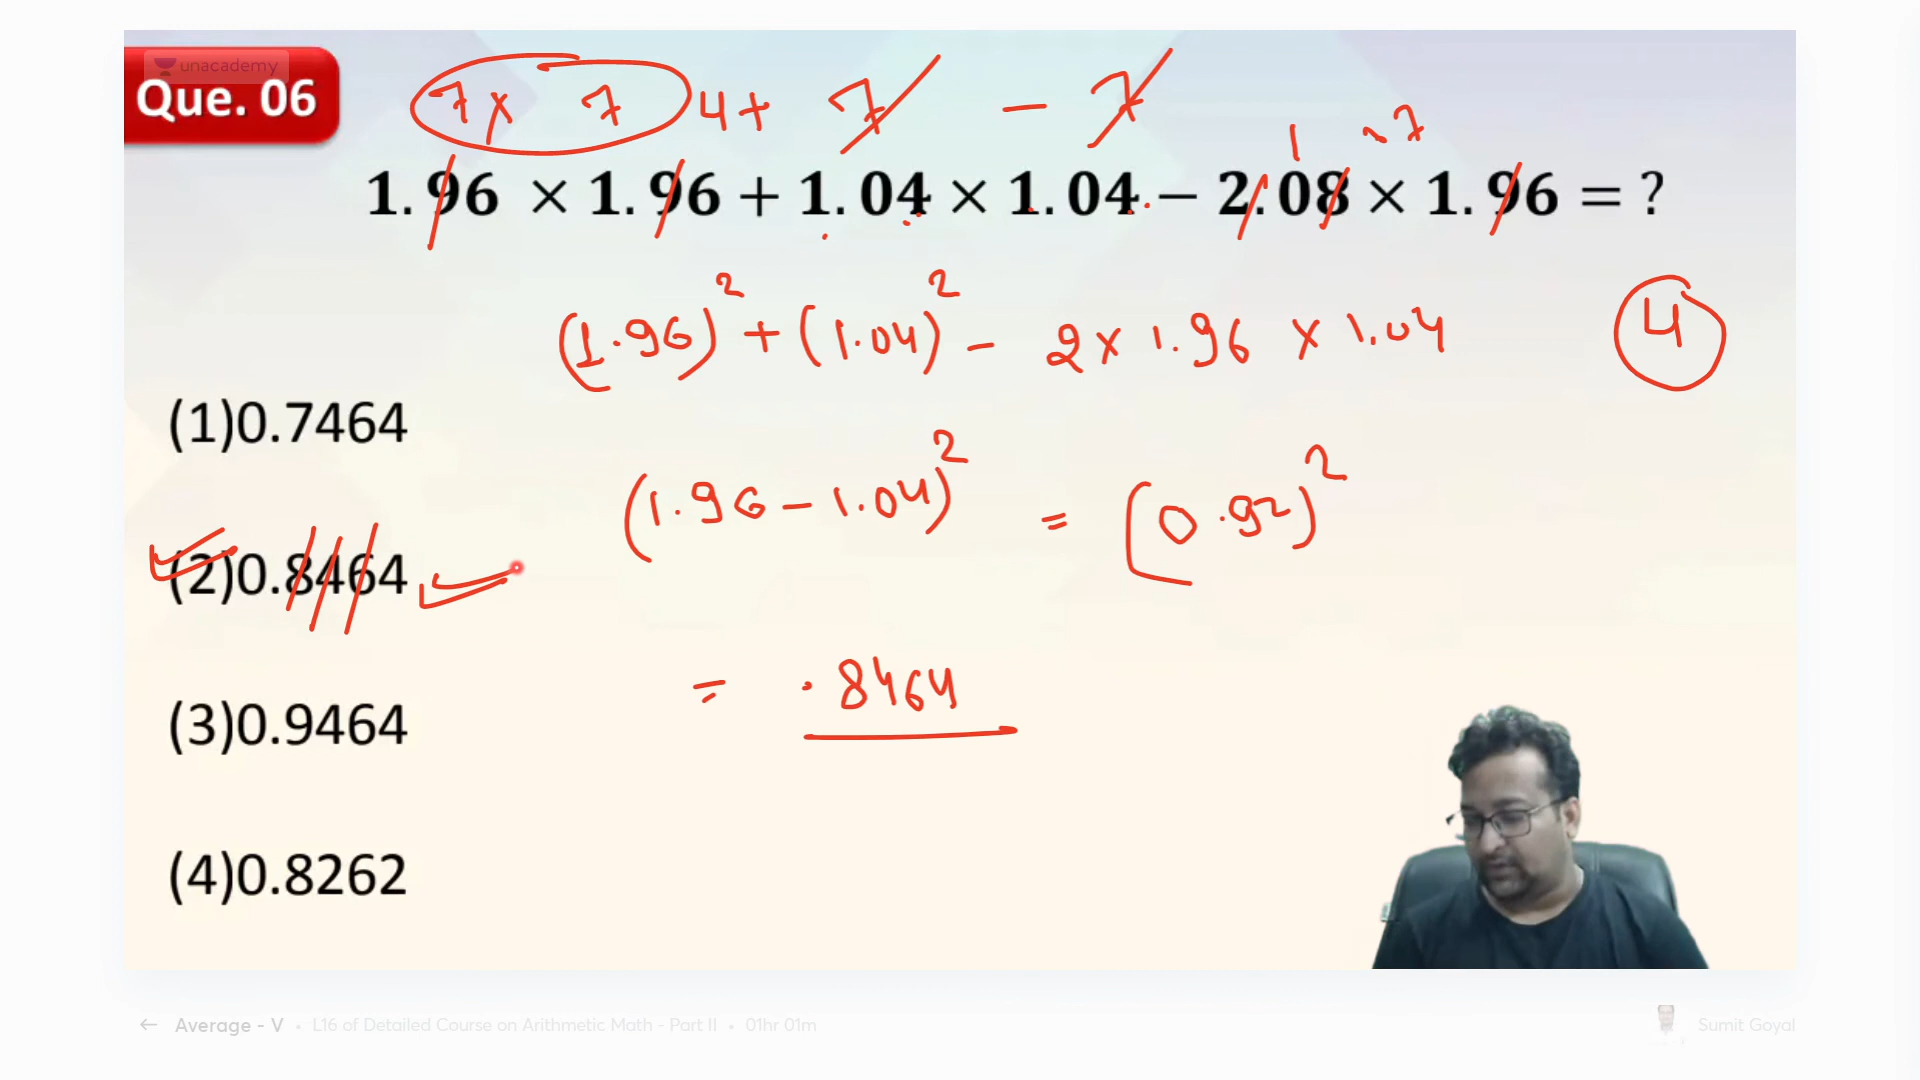 unacademy
Que. 06
7 x 7 4 + 7 - 7
1 - 7
1.96 × 1.96 + 1.04 × 1.04 − 2.08 × 1.96 = ?
(1.96)² + (1.04)² - 2 x 1.96 x 1.04
4
(1)0.7464
(1.96 - 1.04)² = (0.92)²
(2)0.8464
= .8464
(3)0.9464
(4)0.8262
← Average - V • L16 of Detailed Course on Arithmetic Math - Part II • 01hr 01m
Sumit Goyal